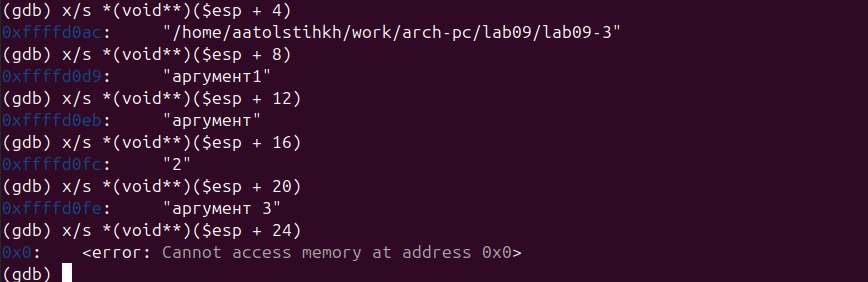 (gdb) x/s *(void**)($esp + 4)
0xffffd0ac:     "/home/aatolstihkh/work/arch-pc/lab09/lab09-3"
(gdb) x/s *(void**)($esp + 8)
0xffffd0d9:     "аргумент1"
(gdb) x/s *(void**)($esp + 12)
0xffffd0eb:     "аргумент"
(gdb) x/s *(void**)($esp + 16)
0xffffd0fc:     "2"
(gdb) x/s *(void**)($esp + 20)
0xffffd0fe:     "аргумент 3"
(gdb) x/s *(void**)($esp + 24)
0x0:    <error: Cannot access memory at address 0x0>
(gdb)